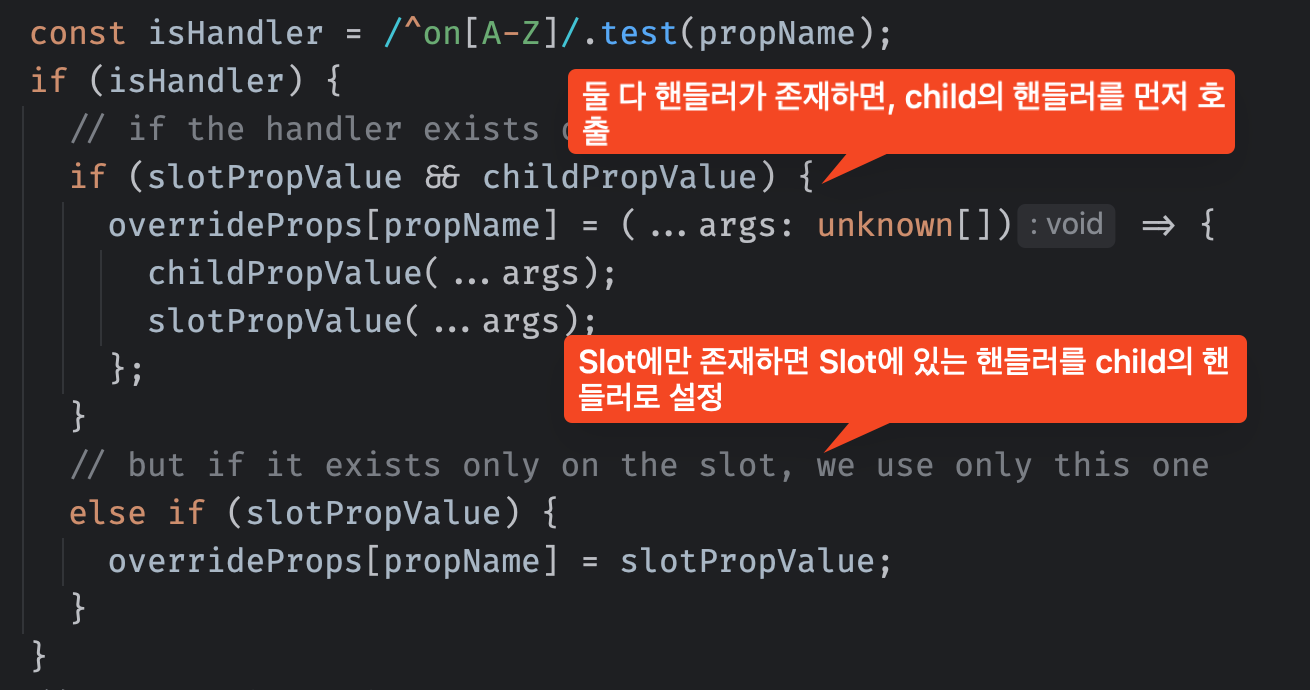 const isHandler = /^on[A-Z]/.test(propName);
if (isHandler) {
둘 다 핸들러가 존재하면, child의 핸들러를 먼저 호
출
// if the handler exists
if (slotPropValue && childPropValue) {
overrideProps[propName] = (...args: unknown[]) : void => {
childPropValue(...args);
slotPropValue(...args);
};
Slot에만 존재하면 Slot에 있는 핸들러를 child의 핸
들러로 설정
}
// but if it exists only on the slot, we use only this one
else if (slotPropValue) {
overrideProps[propName] = slotPropValue;
}
}